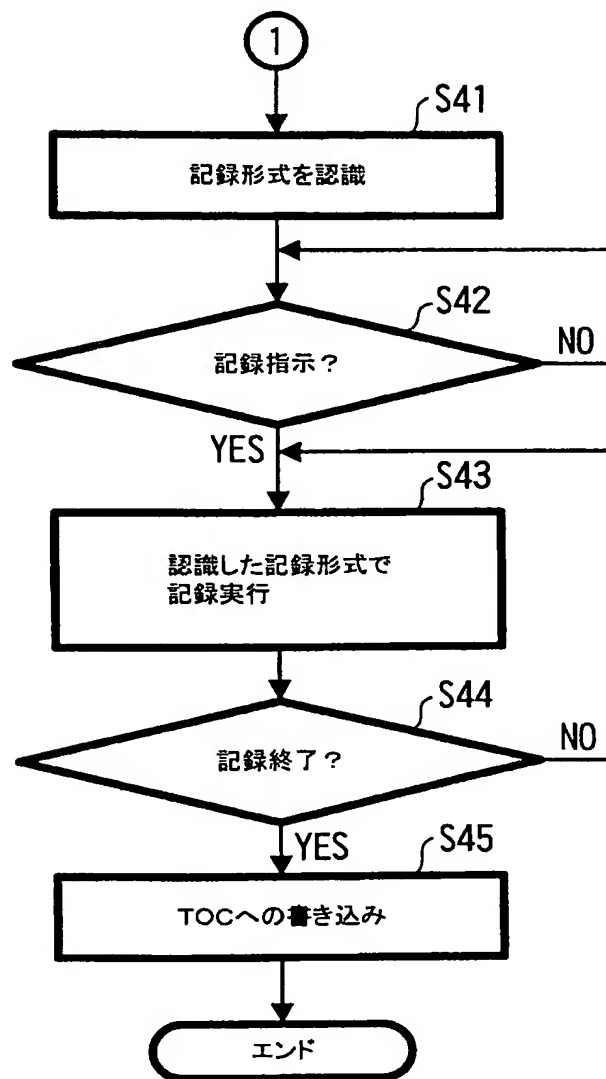 1
S41
記録形式を認識
S42
記録指示?
NO
YES
S43
認識した記録形式で
記録実行
S44
記録終了?
NO
YES
S45
TOCへの書き込み
エンド